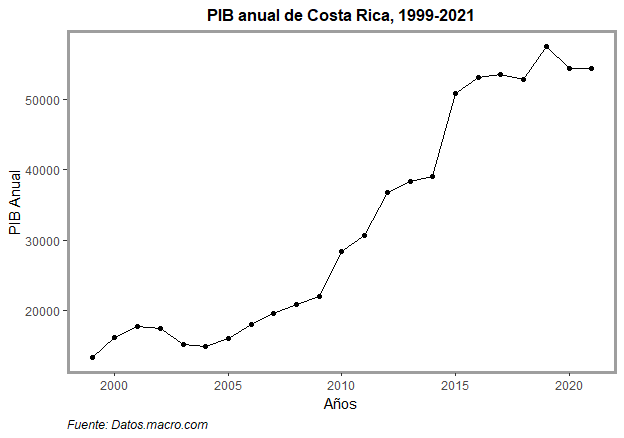 PIB anual de Costa Rica, 1999-2021
PIB Anual
50000
40000
30000
20000
2000 2005 2010 2015 2020
Años
Fuente: Datos.macro.com